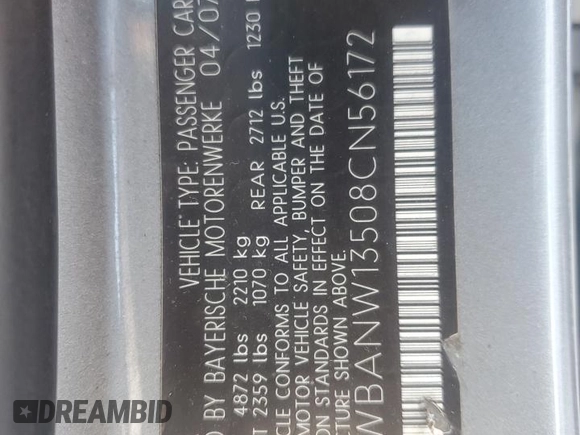 VEHICLE TYPE: PASSENGER CAR
D BY BAYERISCHE MOTORENWERKE 04/07
4872 lbs 2210 kg
T 2359 lbs 1070 kg REAR 2712 lbs 1230
CLE CONFORMS TO ALL APPLICABLE U.S.
MOTOR VEHICLE SAFETY, BUMPER AND THEFT
ON STANDARDS IN EFFECT ON THE DATE OF
CTURE SHOWN ABOVE.
WBANW13508CN56172
DREAMBID